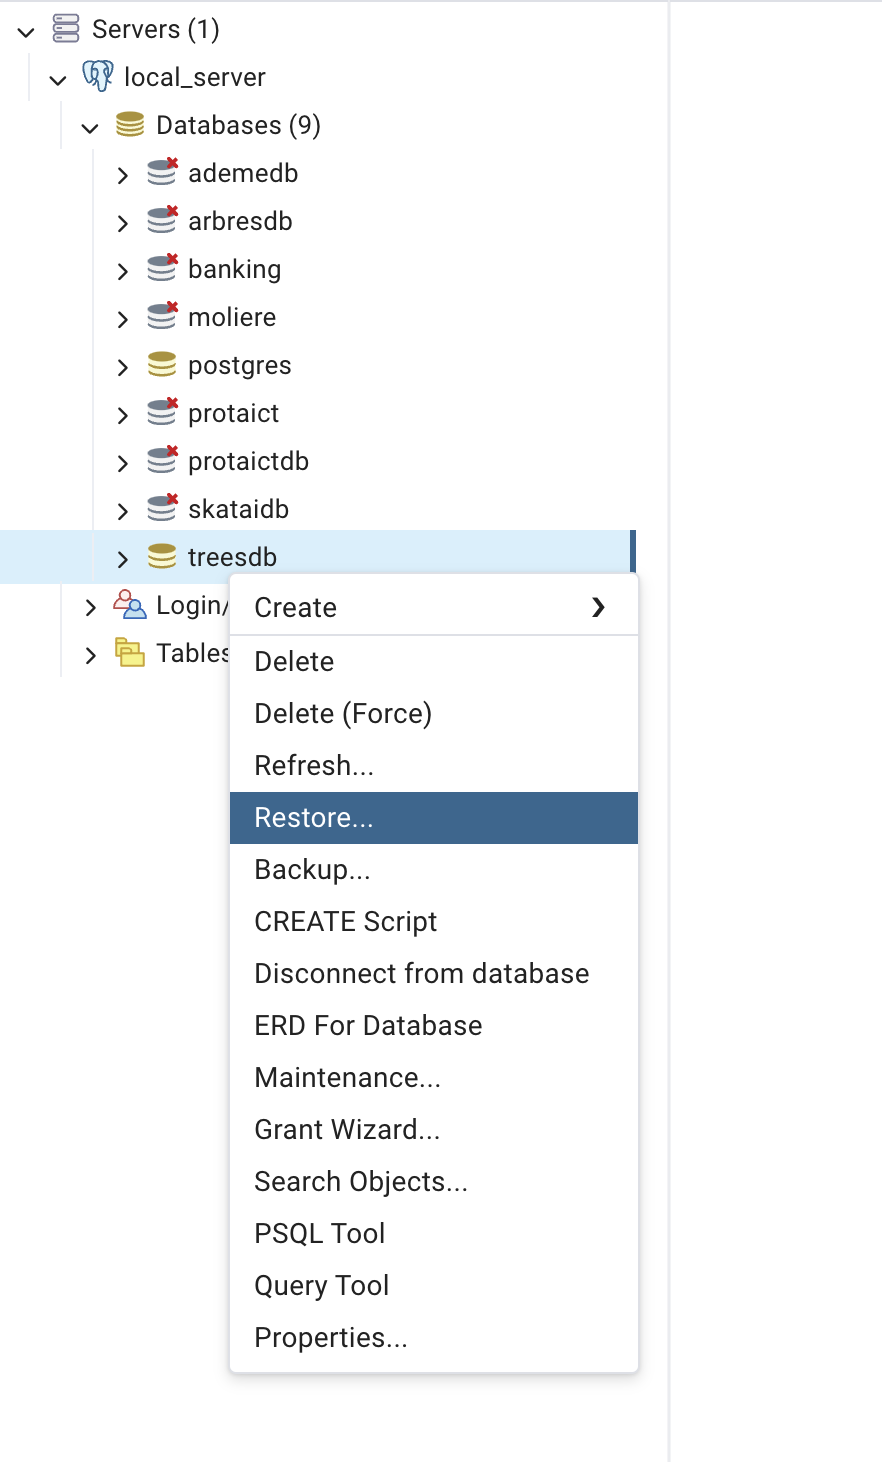 Servers (1)
local_server
Databases (9)
ademedb
arbresdb
banking
moliere
postgres
protaict
protaictdb
skataidb
treesdb
Login/
Tables
Create
Delete
Delete (Force)
Refresh...
Restore...
Backup...
CREATE Script
Disconnect from database
ERD For Database
Maintenance...
Grant Wizard...
Search Objects...
PSQL Tool
Query Tool
Properties...